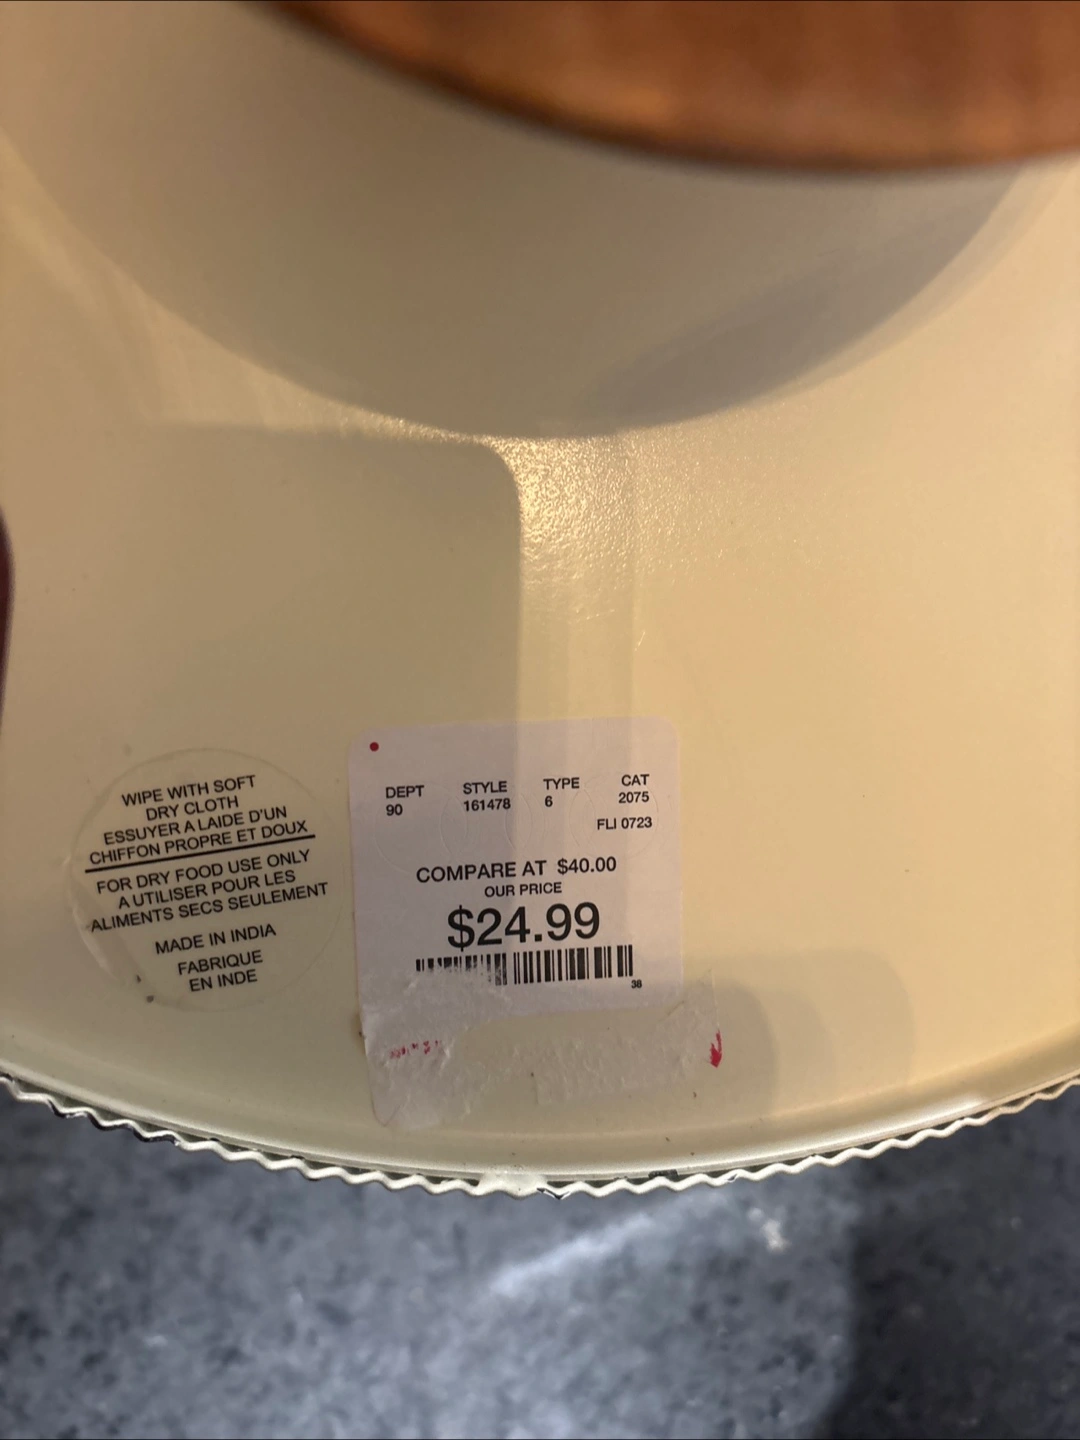 WIPE WITH SOFT
DRY CLOTH
ESSUYER A LAIDE D'UN
CHIFFON PROPRE ET DOUX
FOR DRY FOOD USE ONLY
A UTILISER POUR LES
ALIMENTS SECS SEULEMENT
MADE IN INDIA
FABRIQUE
EN INDE
DEPT STYLE TYPE CAT
90 161478 6 2075
FLI 0723
COMPARE AT $40.00
OUR PRICE
$24.99
38